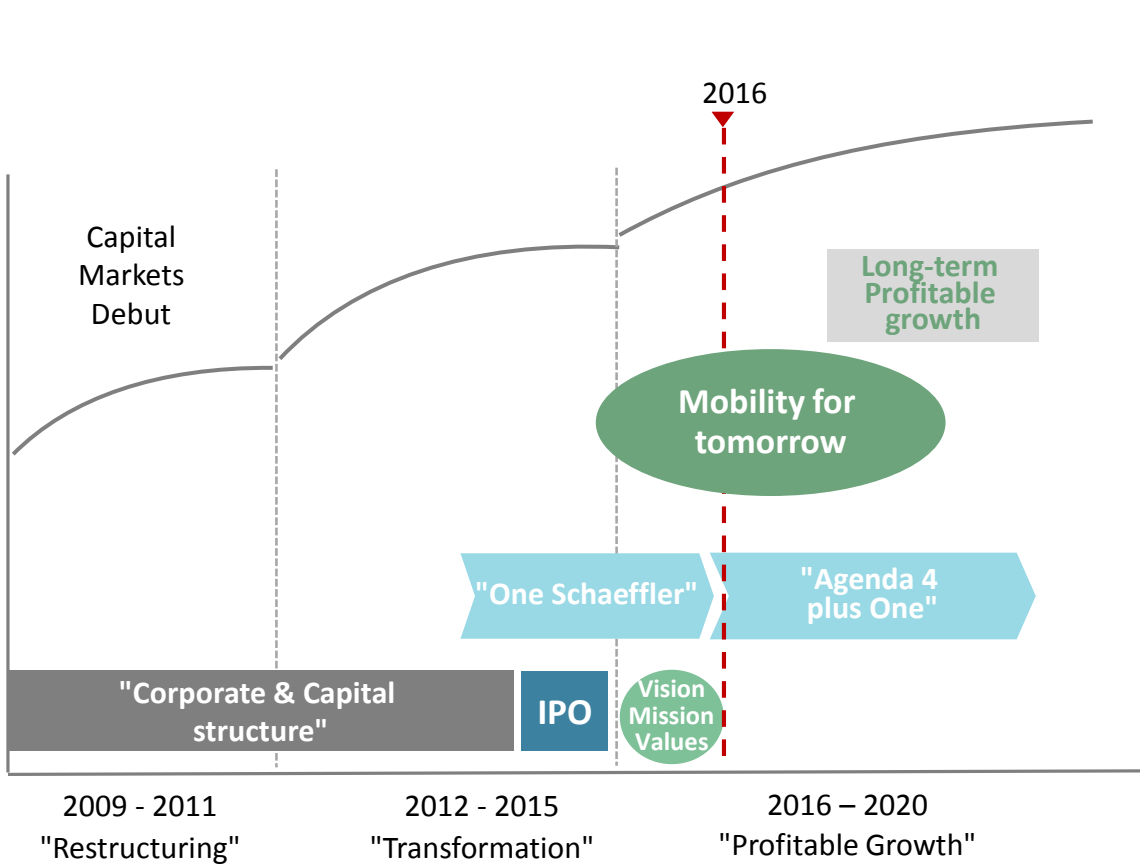 2016
Capital
Markets
Debut
Long-term
Profitable
growth
Mobility for
tomorrow
"One Schaeffler"
"Agenda 4
plus One"
"Corporate & Capital
structure"
IPO
Vision
Mission
Values
2009 - 2011
"Restructuring"
2012 - 2015
"Transformation"
2016 – 2020
"Profitable Growth"